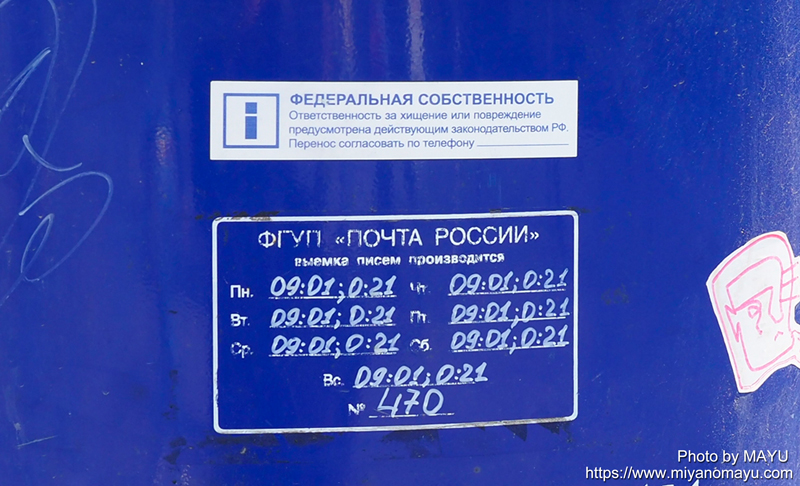 ФЕДЕРАЛЬНАЯ СОБСТВЕННОСТЬ
Ответственность за хищение или повреждение
предусмотрена действующим законодательством РФ.
Перенос согласовать по телефону
ФГУП «ПОЧТА РОССИИ»
выемка писем производится
Пн. 09:01; 0:21 Чт. 09:01; 0:21
Вт. 09:01; 0:21 Пт. 09:01; 0:21
Ср. 09:01; 0:21 Сб. 09:01; 0:21
Вс. 09:01; 0:21
№ 470
Photo by MAYU
https://www.miyanomayu.com